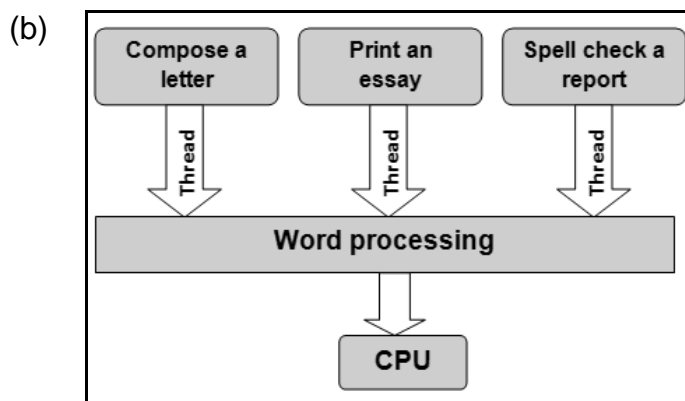 (b)
Compose a
letter
Print an
essay
Spell check a
report
Thread
Thread
Thread
Word processing
CPU